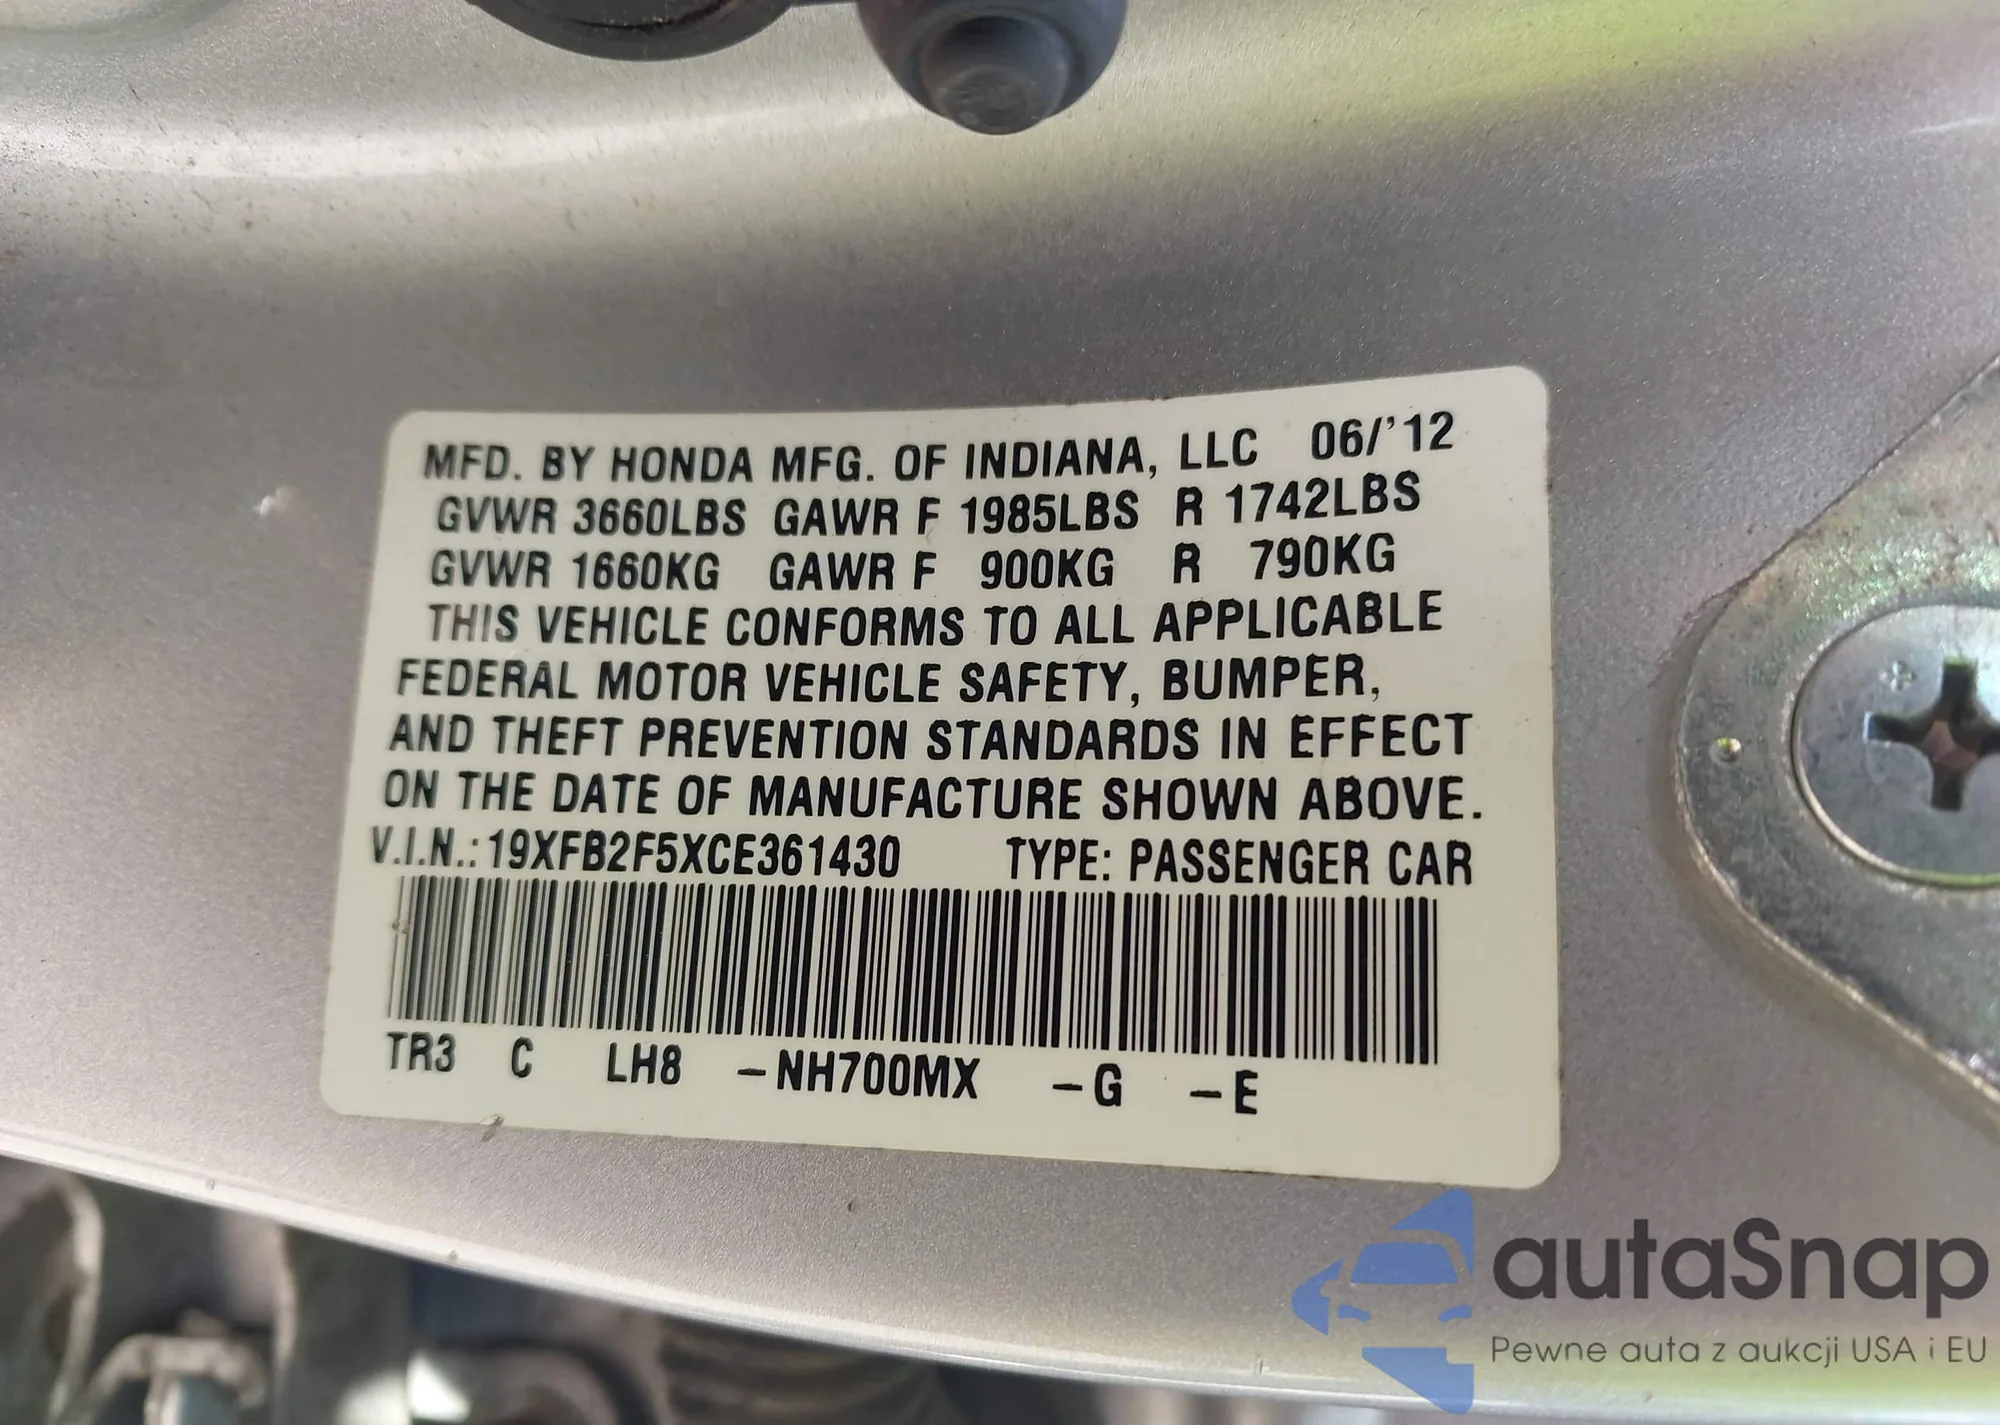 MFD. BY HONDA MFG. OF INDIANA, LLC 06/'12
GVWR 3660LBS GAWR F 1985LBS R 1742LBS
GVWR 1660KG GAWR F 900KG R 790KG
THIS VEHICLE CONFORMS TO ALL APPLICABLE
FEDERAL MOTOR VEHICLE SAFETY, BUMPER,
AND THEFT PREVENTION STANDARDS IN EFFECT
ON THE DATE OF MANUFACTURE SHOWN ABOVE.
V.I.N.: 19XFB2F5XCE361430 TYPE: PASSENGER CAR
TR3 C LH8 –NH700MX –G –E
autaSnap
Pewne auta z aukcji USA i EU